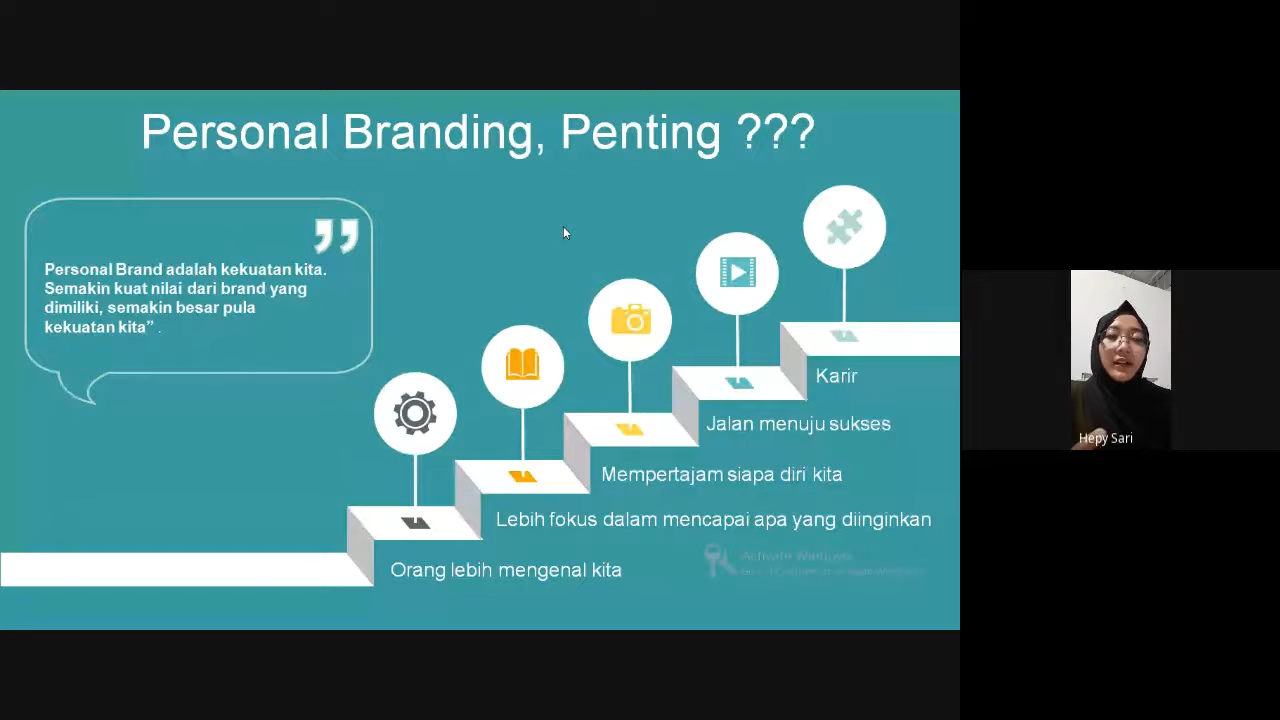 Personal Branding, Penting ???
”
Personal Brand adalah kekuatan kita.
Semakin kuat nilai dari brand yang
dimiliki, semakin besar pula
kekuatan kita” .
Karir
Jalan menuju sukses
Mempertajam siapa diri kita
Lebih fokus dalam mencapai apa yang diinginkan
Orang lebih mengenal kita
Activate Windows
Hepy Sari